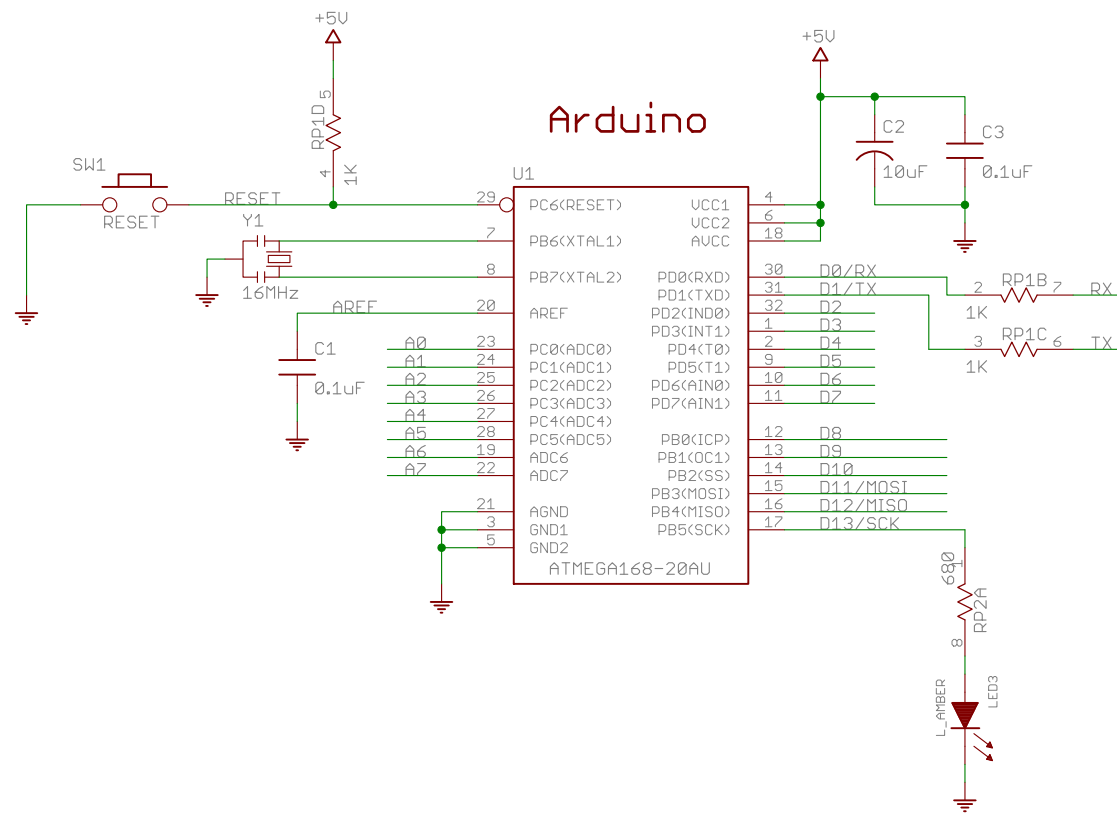 +5V
+5V
Arduino
RP1D
5
4
1K
SW1
RESET
RESET
Y1
16MHz
AREF
C1
0.1uF
C2
10uF
C3
0.1uF
U1
29 PC6(RESET)
7 PB6(XTAL1)
8 PB7(XTAL2)
20 AREF
A0 23 PC0(ADC0)
A1 24 PC1(ADC1)
A2 25 PC2(ADC2)
A3 26 PC3(ADC3)
A4 27 PC4(ADC4)
A5 28 PC5(ADC5)
A6 19 ADC6
A7 22 ADC7
21 AGND
3 GND1
5 GND2
VCC1 4
VCC2 6
AVCC 18
PD0(RXD) 30 D0/RX
PD1(TXD) 31 D1/TX
PD2(IND0) 32 D2
PD3(INT1) 1 D3
PD4(T0) 2 D4
PD5(T1) 9 D5
PD6(AIN0) 10 D6
PD7(AIN1) 11 D7
PB0(ICP) 12 D8
PB1(OC1) 13 D9
PB2(SS) 14 D10
PB3(MOSI) 15 D11/MOSI
PB4(MISO) 16 D12/MISO
PB5(SCK) 17 D13/SCK
ATMEGA168-20AU
2 RP1B 7 RX
1K
3 RP1C 6 TX
1K
680
1
RP2A
8
L_AMBER
LED3